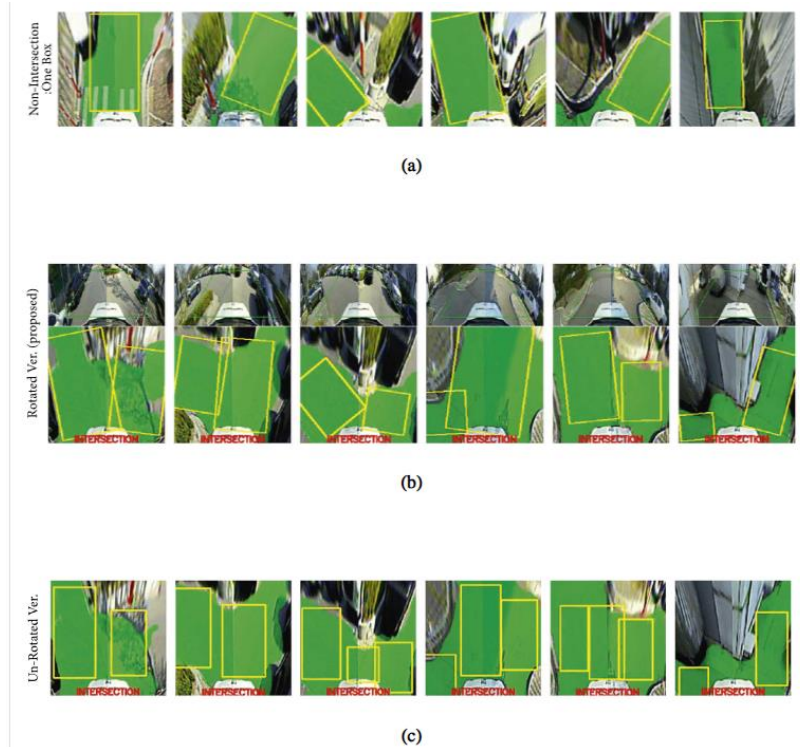 Non-Intersection
:One Box
(a)
Rotated Ver. (proposed)
INTERSECTION
INTERSECTION
INTERSECTION
INTERSECTION
INTERSECTION
INTERSECTION
(b)
Un-Rotated Ver.
INTERSECTION
INTERSECTION
INTERSECTION
INTERSECTION
INTERSECTION
INTERSECTION
(c)